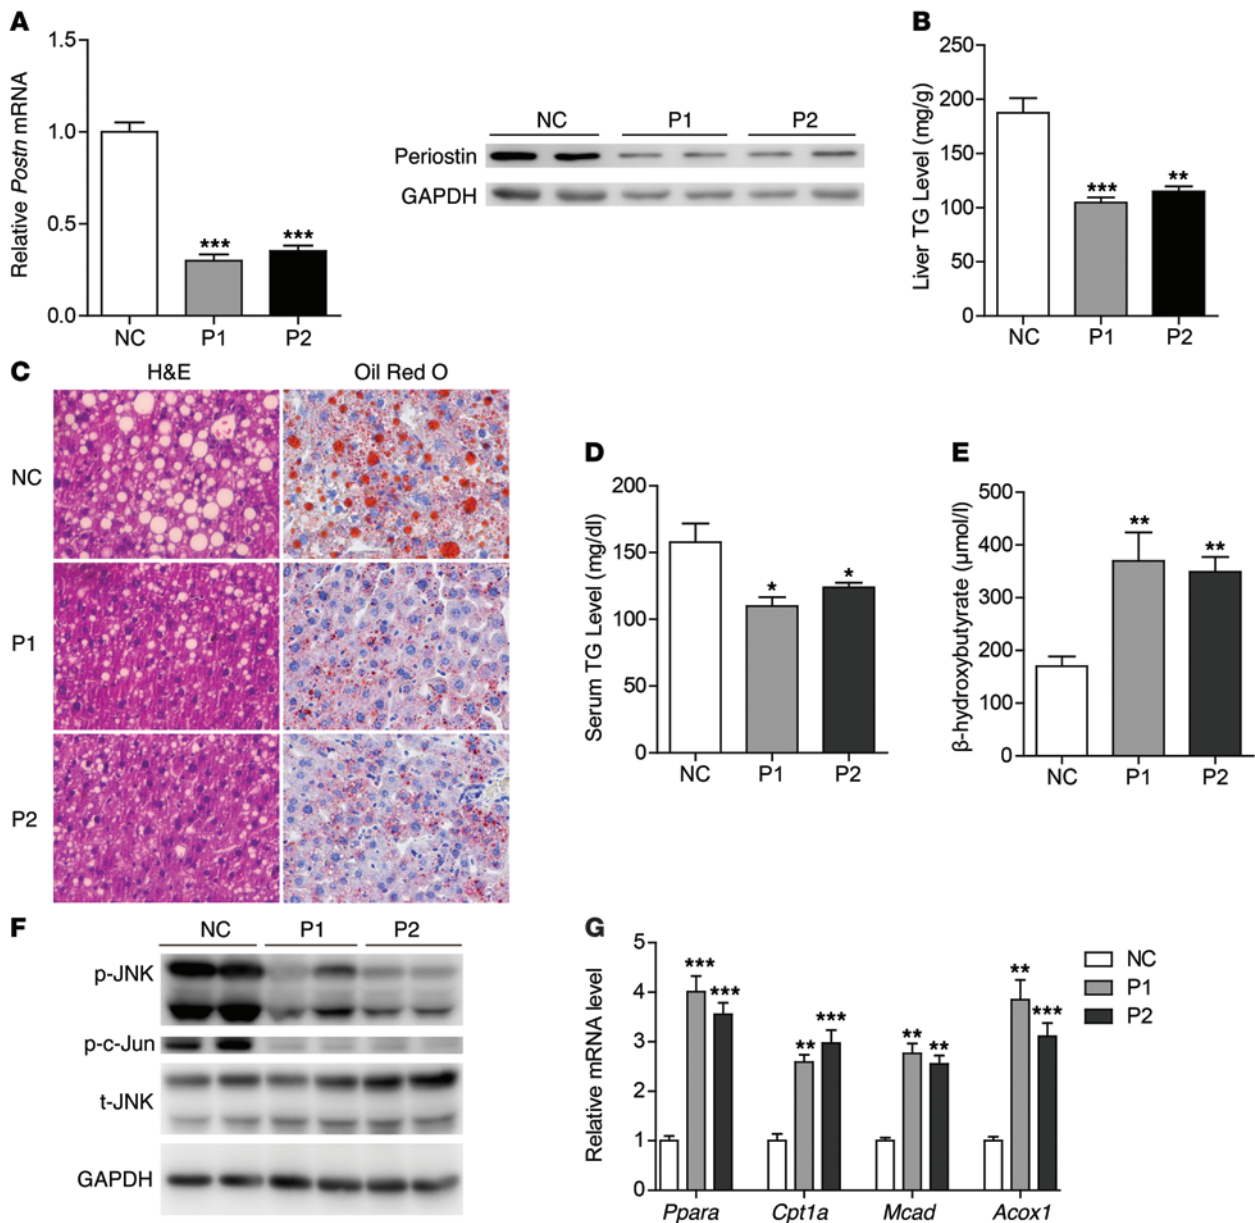 A
1.5
1.0
0.5
0.0
Relative Postn mRNA
***
***
NC
P1
P2
NC
P1
P2
Periostin
GAPDH
B
250
200
150
100
50
0
Liver TG Level (mg/g)
***
**
NC
P1
P2
C
H&E
Oil Red O
NC
P1
P2
D
200
150
100
50
0
Serum TG Level (mg/dl)
*
*
NC
P1
P2
E
500
400
300
200
100
0
β-hydroxybutyrate (μmol/l)
**
**
NC
P1
P2
F
NC
P1
P2
p-JNK
p-c-Jun
t-JNK
GAPDH
G
5
4
3
2
1
0
Relative mRNA level
***
***
**
***
**
**
**
***
NC
P1
P2
Ppara
Cpt1a
Mcad
Acox1